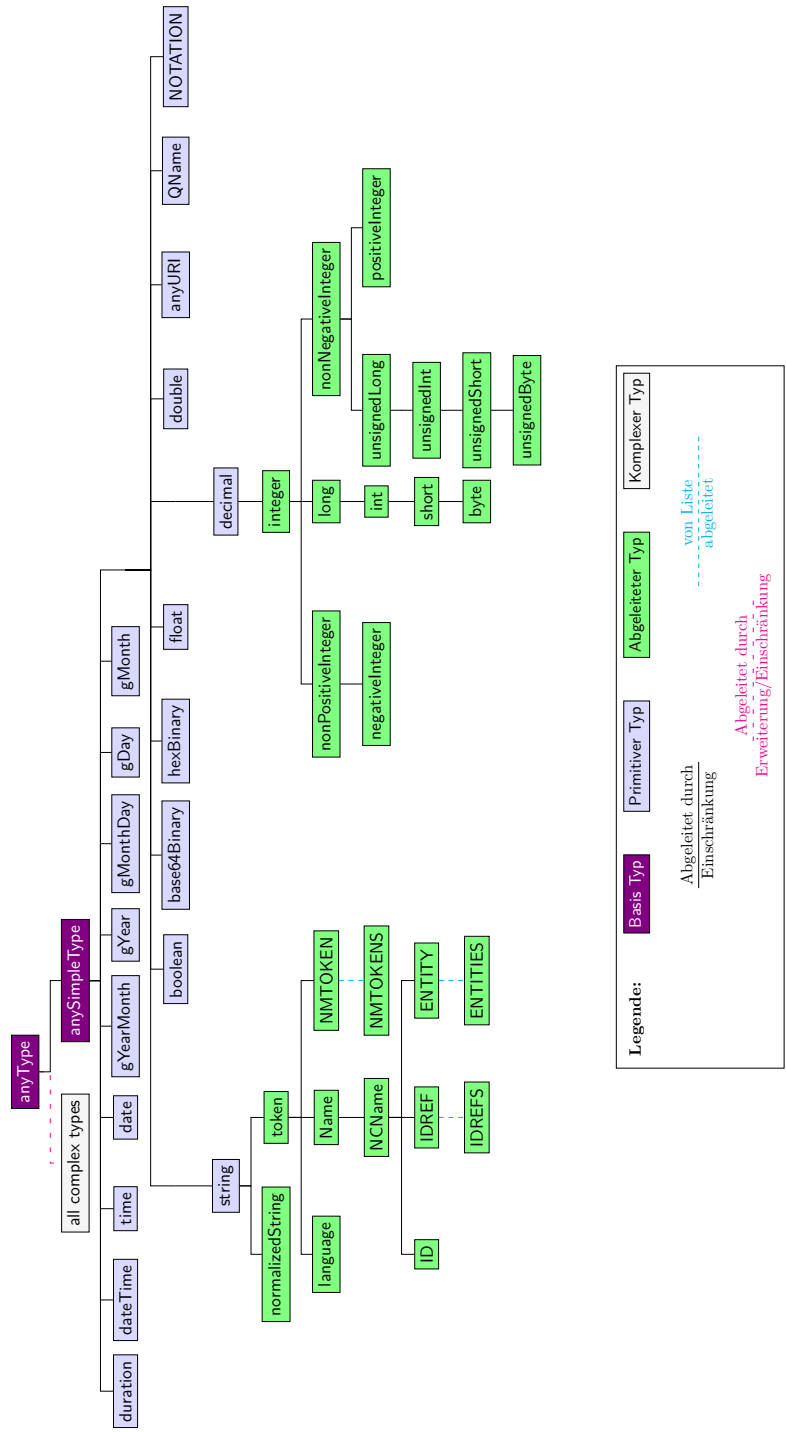 anyType
all complex types
anySimpleType
duration
dateTime
time
date
gYearMonth
gYear
gMonthDay
gDay
gMonth
boolean
base64Binary
hexBinary
float
double
anyURI
QName
NOTATION
string
decimal
normalizedString
token
integer
language
Name
NMTOKEN
nonPositiveInteger
long
nonNegativeInteger
NCName
NMTOKENS
negativeInteger
int
unsignedLong
positiveInteger
ID
IDREF
ENTITY
short
unsignedInt
IDREFS
ENTITIES
byte
unsignedShort
unsignedByte
Legende:
Basis Typ
Primitiver Typ
Abgeleiteter Typ
Komplexer Typ
Abgeleitet durch
Einschränkung
von Liste
abgeleitet
Abgeleitet durch
Erweiterung/Einschränkung